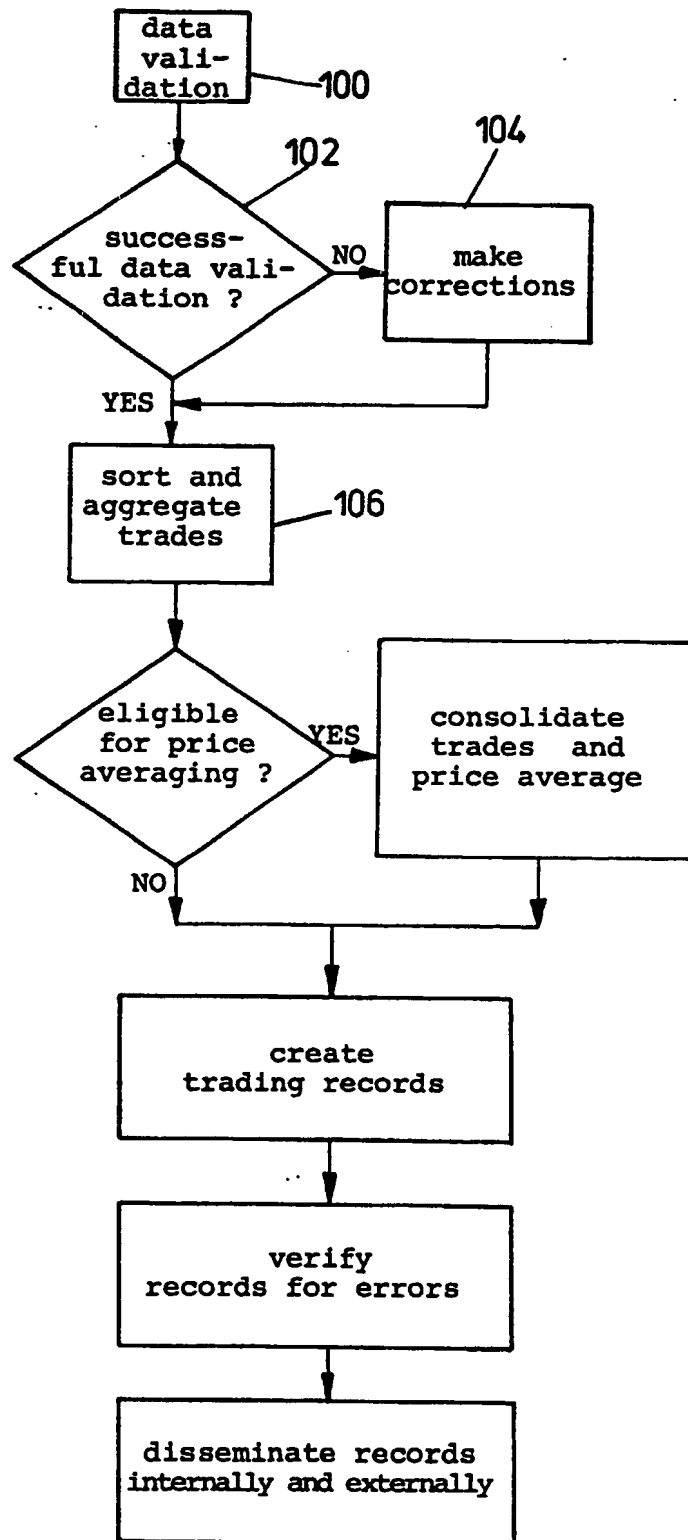 data
vali-
dation
100
102
success-
ful data vali-
dation ?
NO
104
make
corrections
YES
sort and
aggregate
trades
106
eligible
for price
averaging ?
YES
consolidate
trades and
price average
NO
create
trading records
verify
records for errors
disseminate records
internally and externally